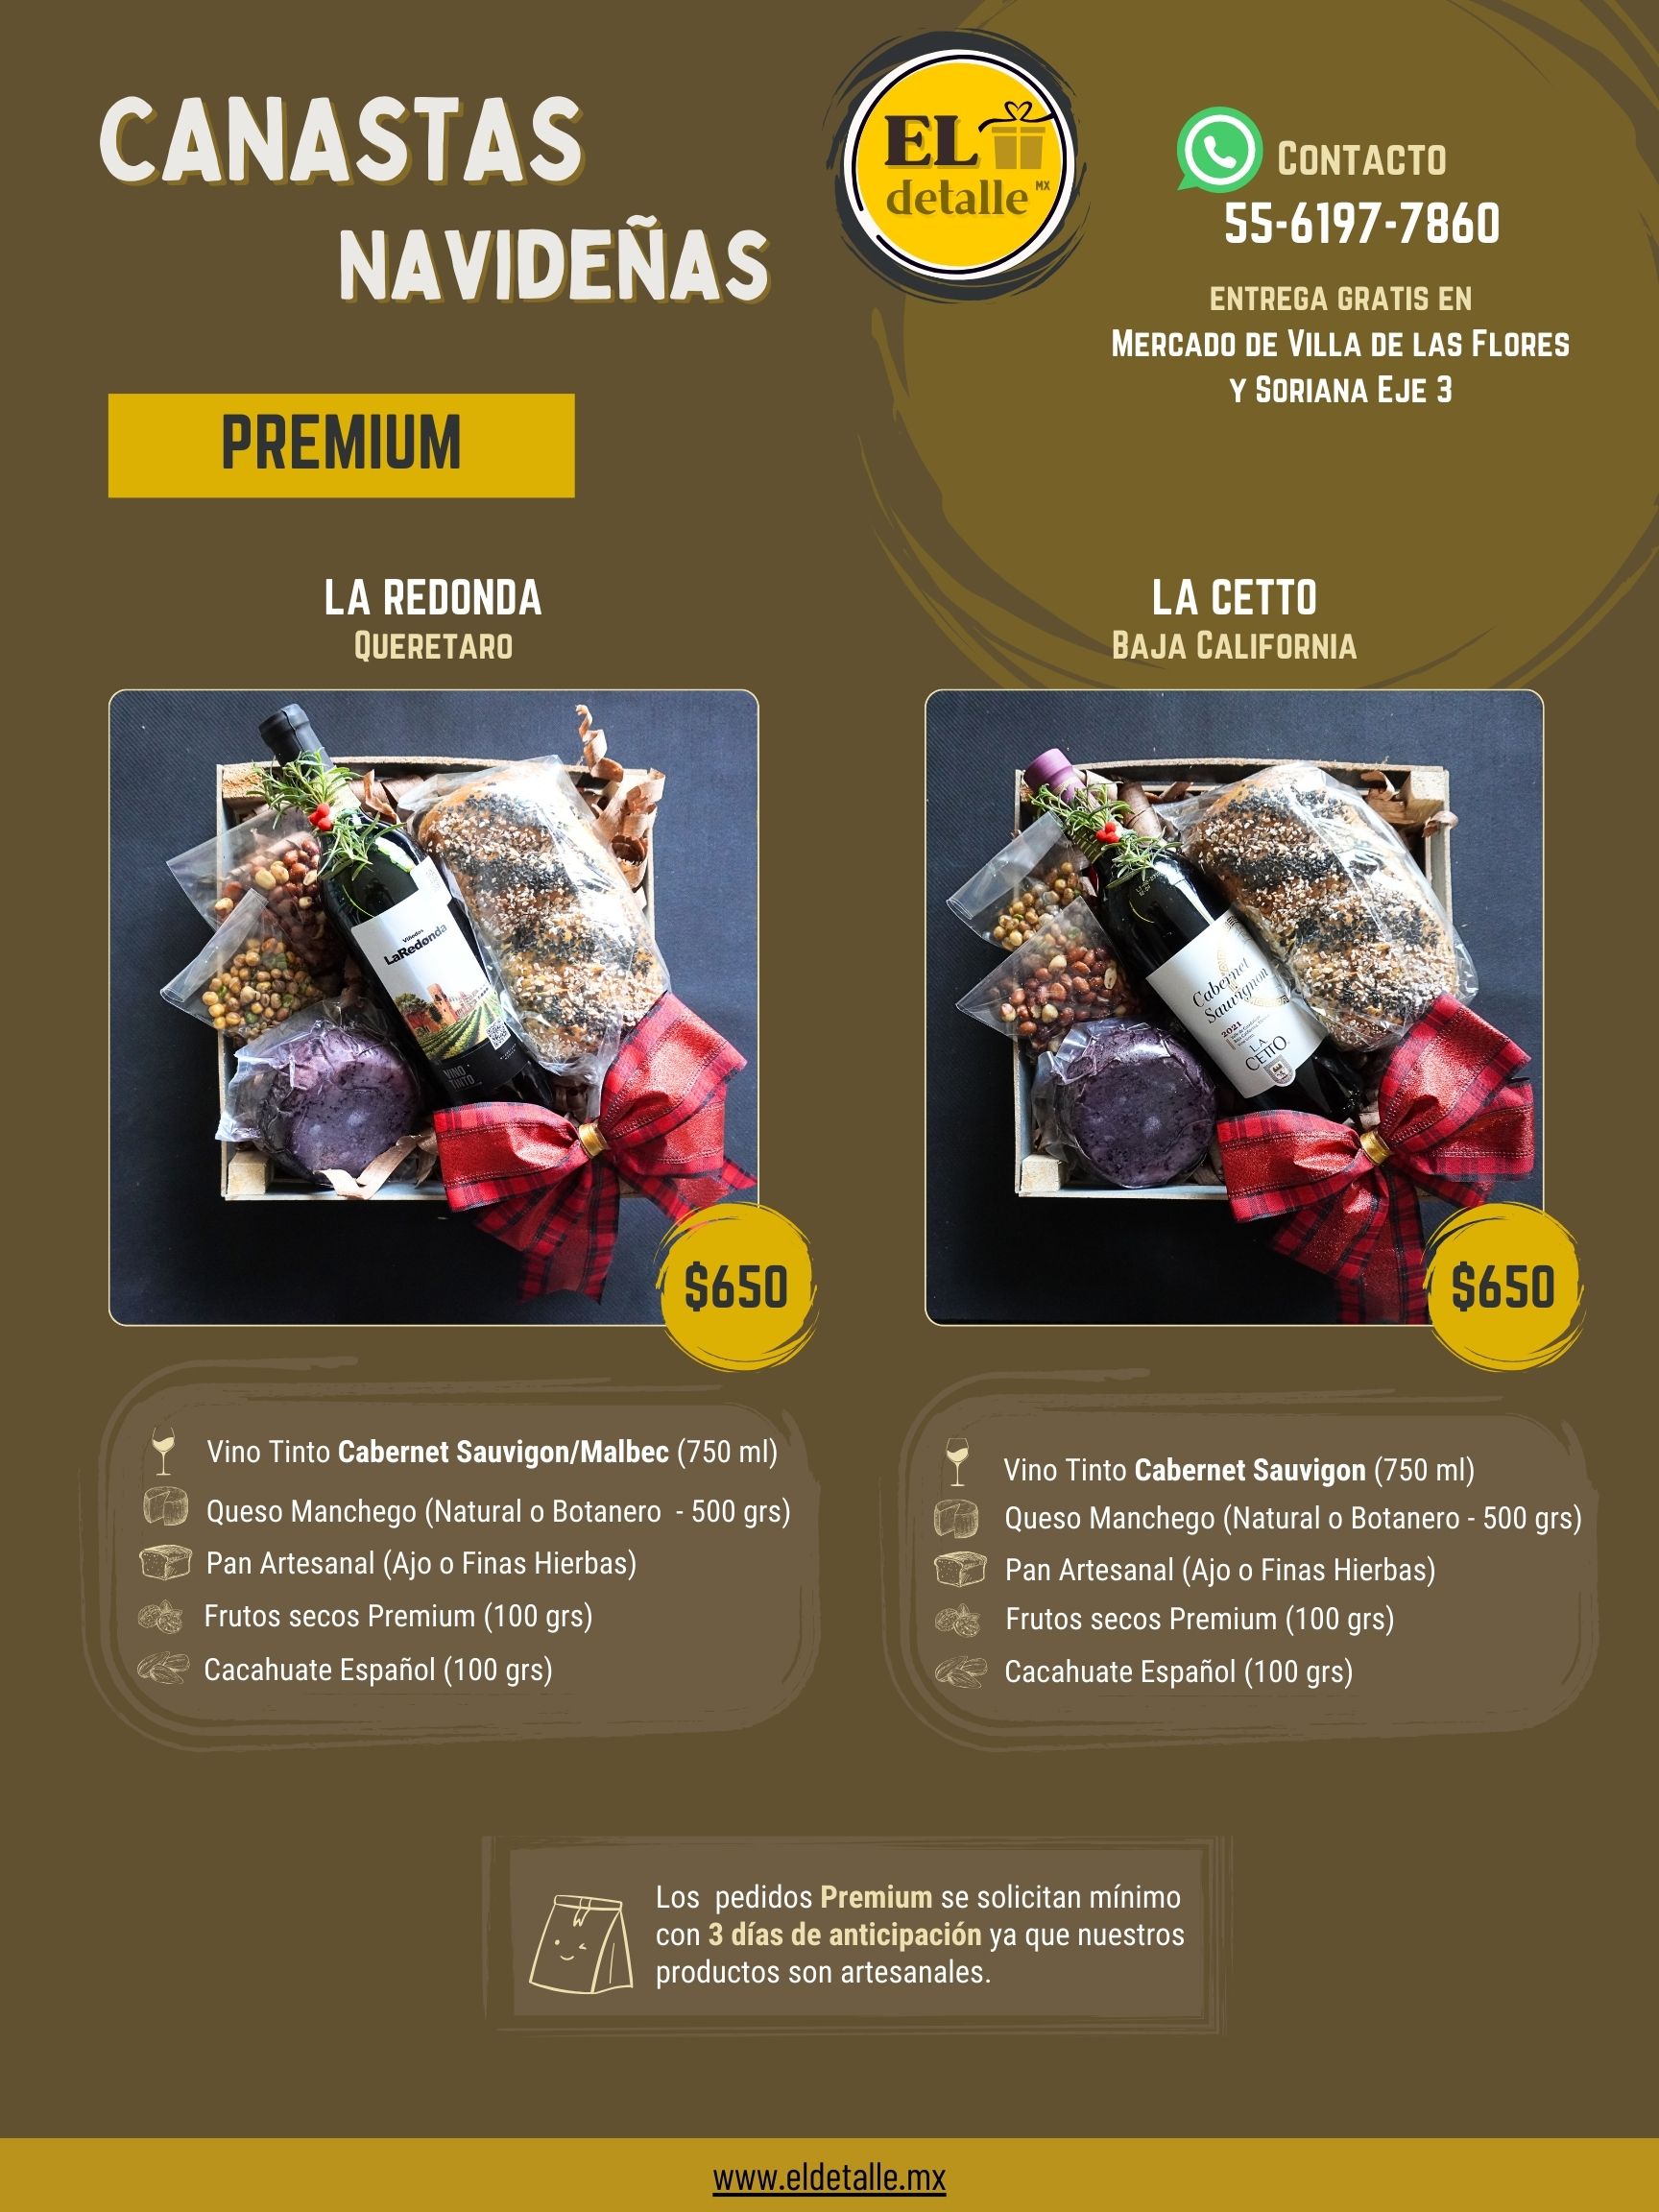 CANASTAS
NAVIDEÑAS
EL
detalle MX
CONTACTO
55-6197-7860
ENTREGA GRATIS EN
MERCADO DE VILLA DE LAS FLORES
Y SORIANA EJE 3
PREMIUM
LA REDONDA
QUERETARO
LA CETTO
BAJA CALIFORNIA
Viñedos
LaRedonda
VINO
TINTO
Cabernet
Sauvignon
2021
L.A.
CETTO
$650
$650
Vino Tinto Cabernet Sauvigon/Malbec (750 ml)
Queso Manchego (Natural o Botanero - 500 grs)
Pan Artesanal (Ajo o Finas Hierbas)
Frutos secos Premium (100 grs)
Cacahuate Español (100 grs)
Vino Tinto Cabernet Sauvigon (750 ml)
Queso Manchego (Natural o Botanero - 500 grs)
Pan Artesanal (Ajo o Finas Hierbas)
Frutos secos Premium (100 grs)
Cacahuate Español (100 grs)
Los pedidos Premium se solicitan mínimo
con 3 días de anticipación ya que nuestros
productos son artesanales.
www.eldetalle.mx